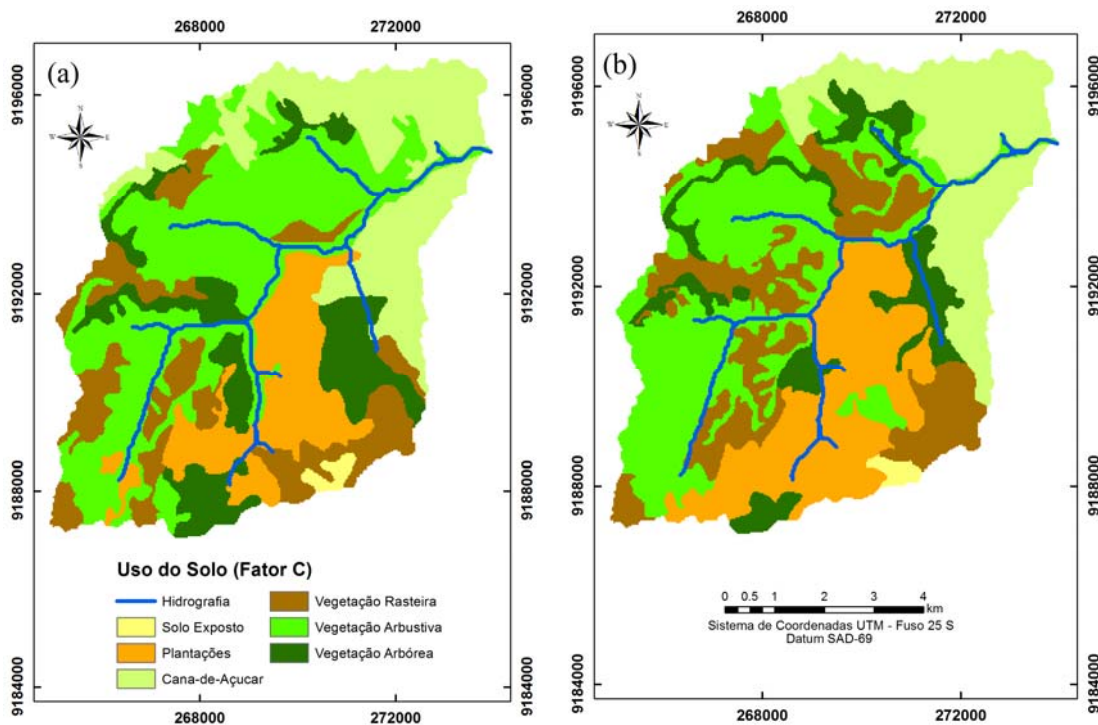 268000 272000
(a)
N
W E
S
9196000 9196000
9192000 9192000
9188000 9188000
9184000 9184000
Uso do Solo (Fator C)
Hidrografia
Solo Exposto
Plantações
Cana-de-Açucar
Vegetação Rasteira
Vegetação Arbustiva
Vegetação Arbórea
268000 272000
268000 272000
(b)
N
W E
S
9196000 9196000
9192000 9192000
9188000 9188000
9184000 9184000
0 0.5 1 2 3 4
km
Sistema de Coordenadas UTM - Fuso 25 S
Datum SAD-69
268000 272000